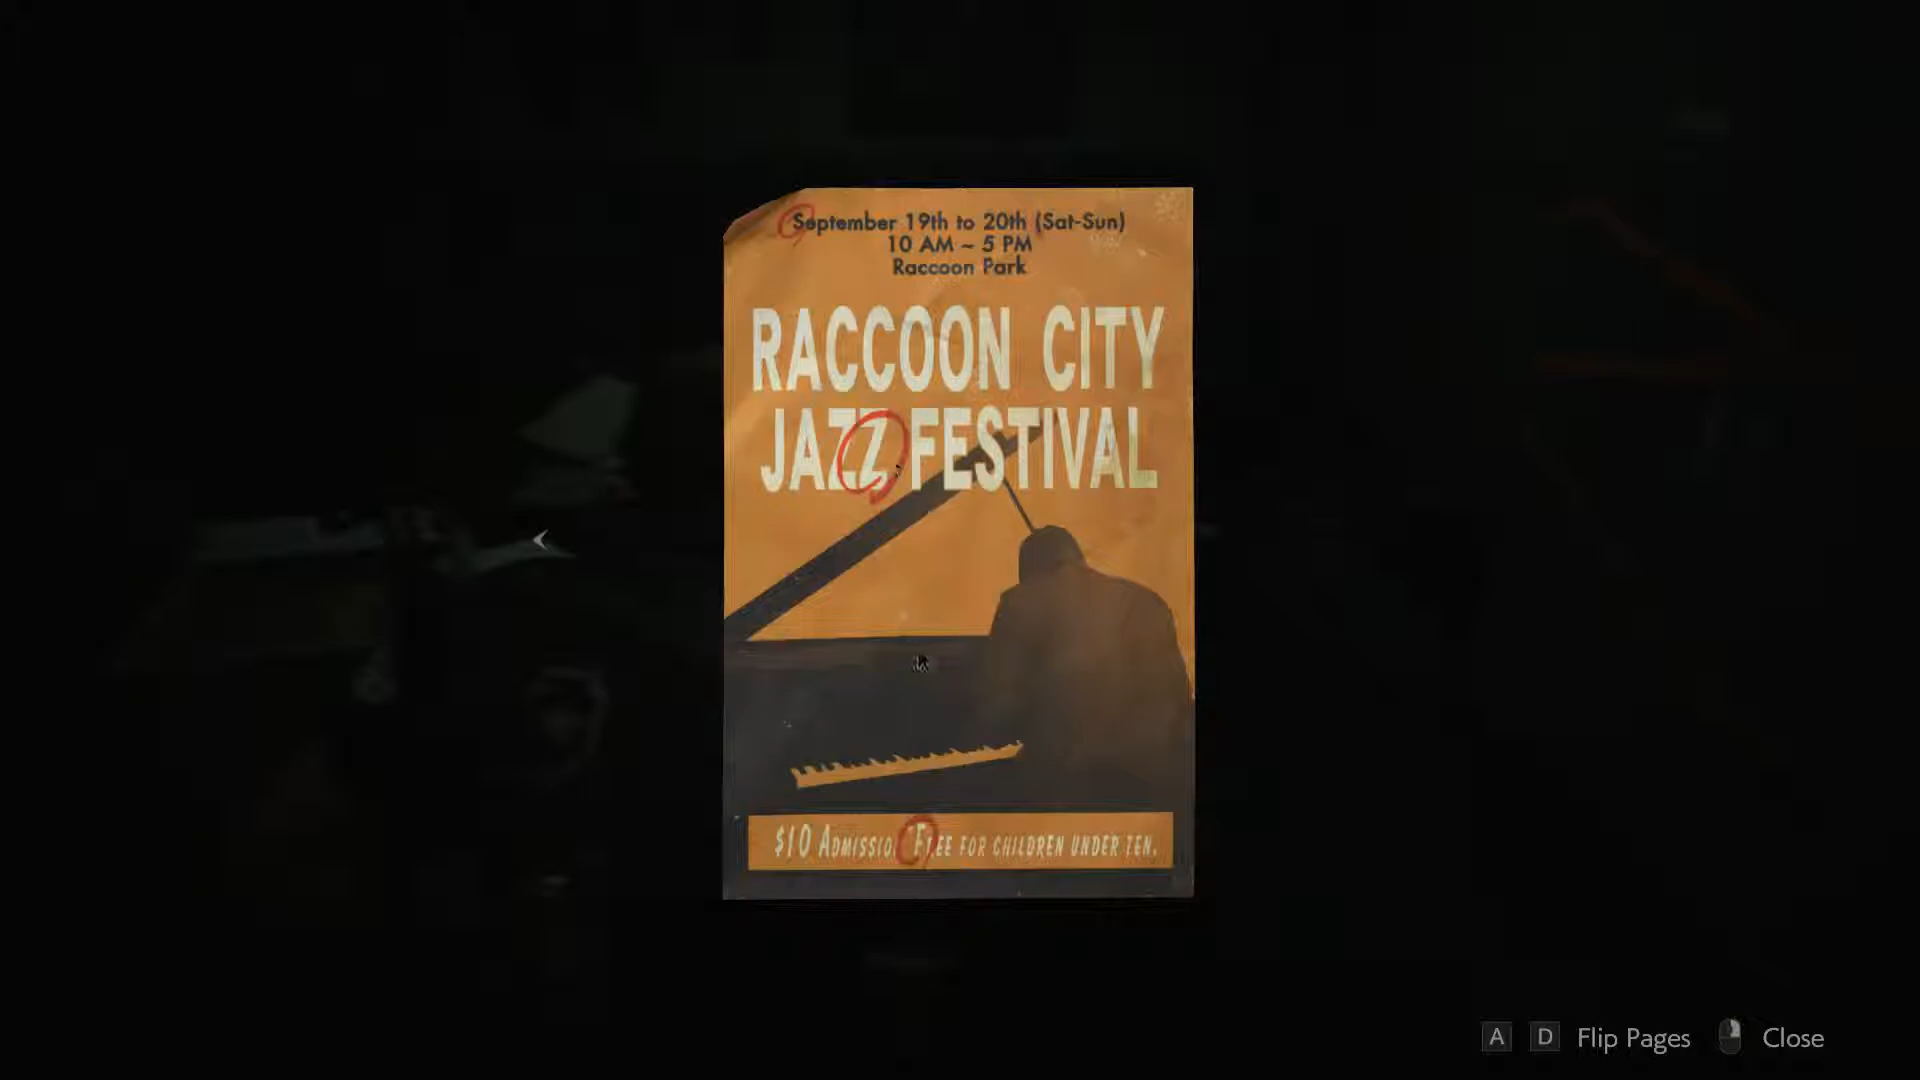 September 19th to 20th (Sat-Sun)
10 AM ~ 5 PM
Raccoon Park
RACCOON CITY
JAZZ FESTIVAL
$10 Admission Free for children under ten.
A D Flip Pages Close